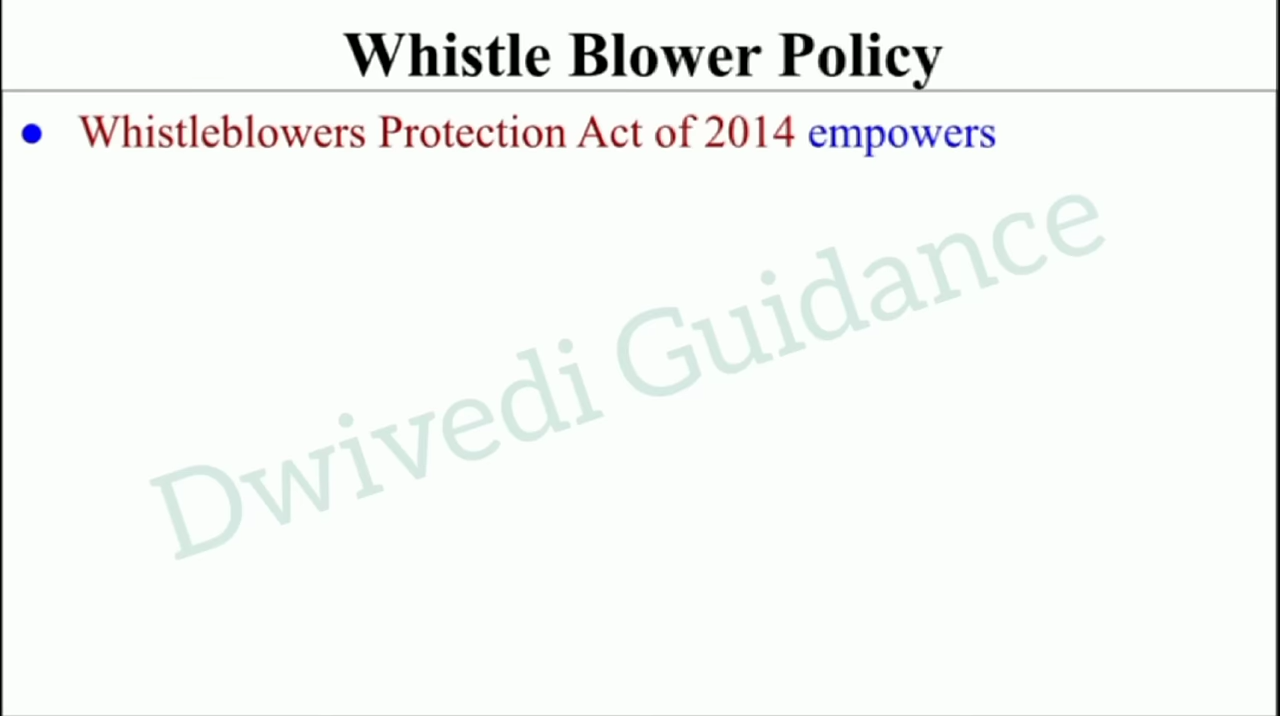 Whistle Blower Policy
● Whistleblowers Protection Act of 2014 empowers
Dwivedi Guidance